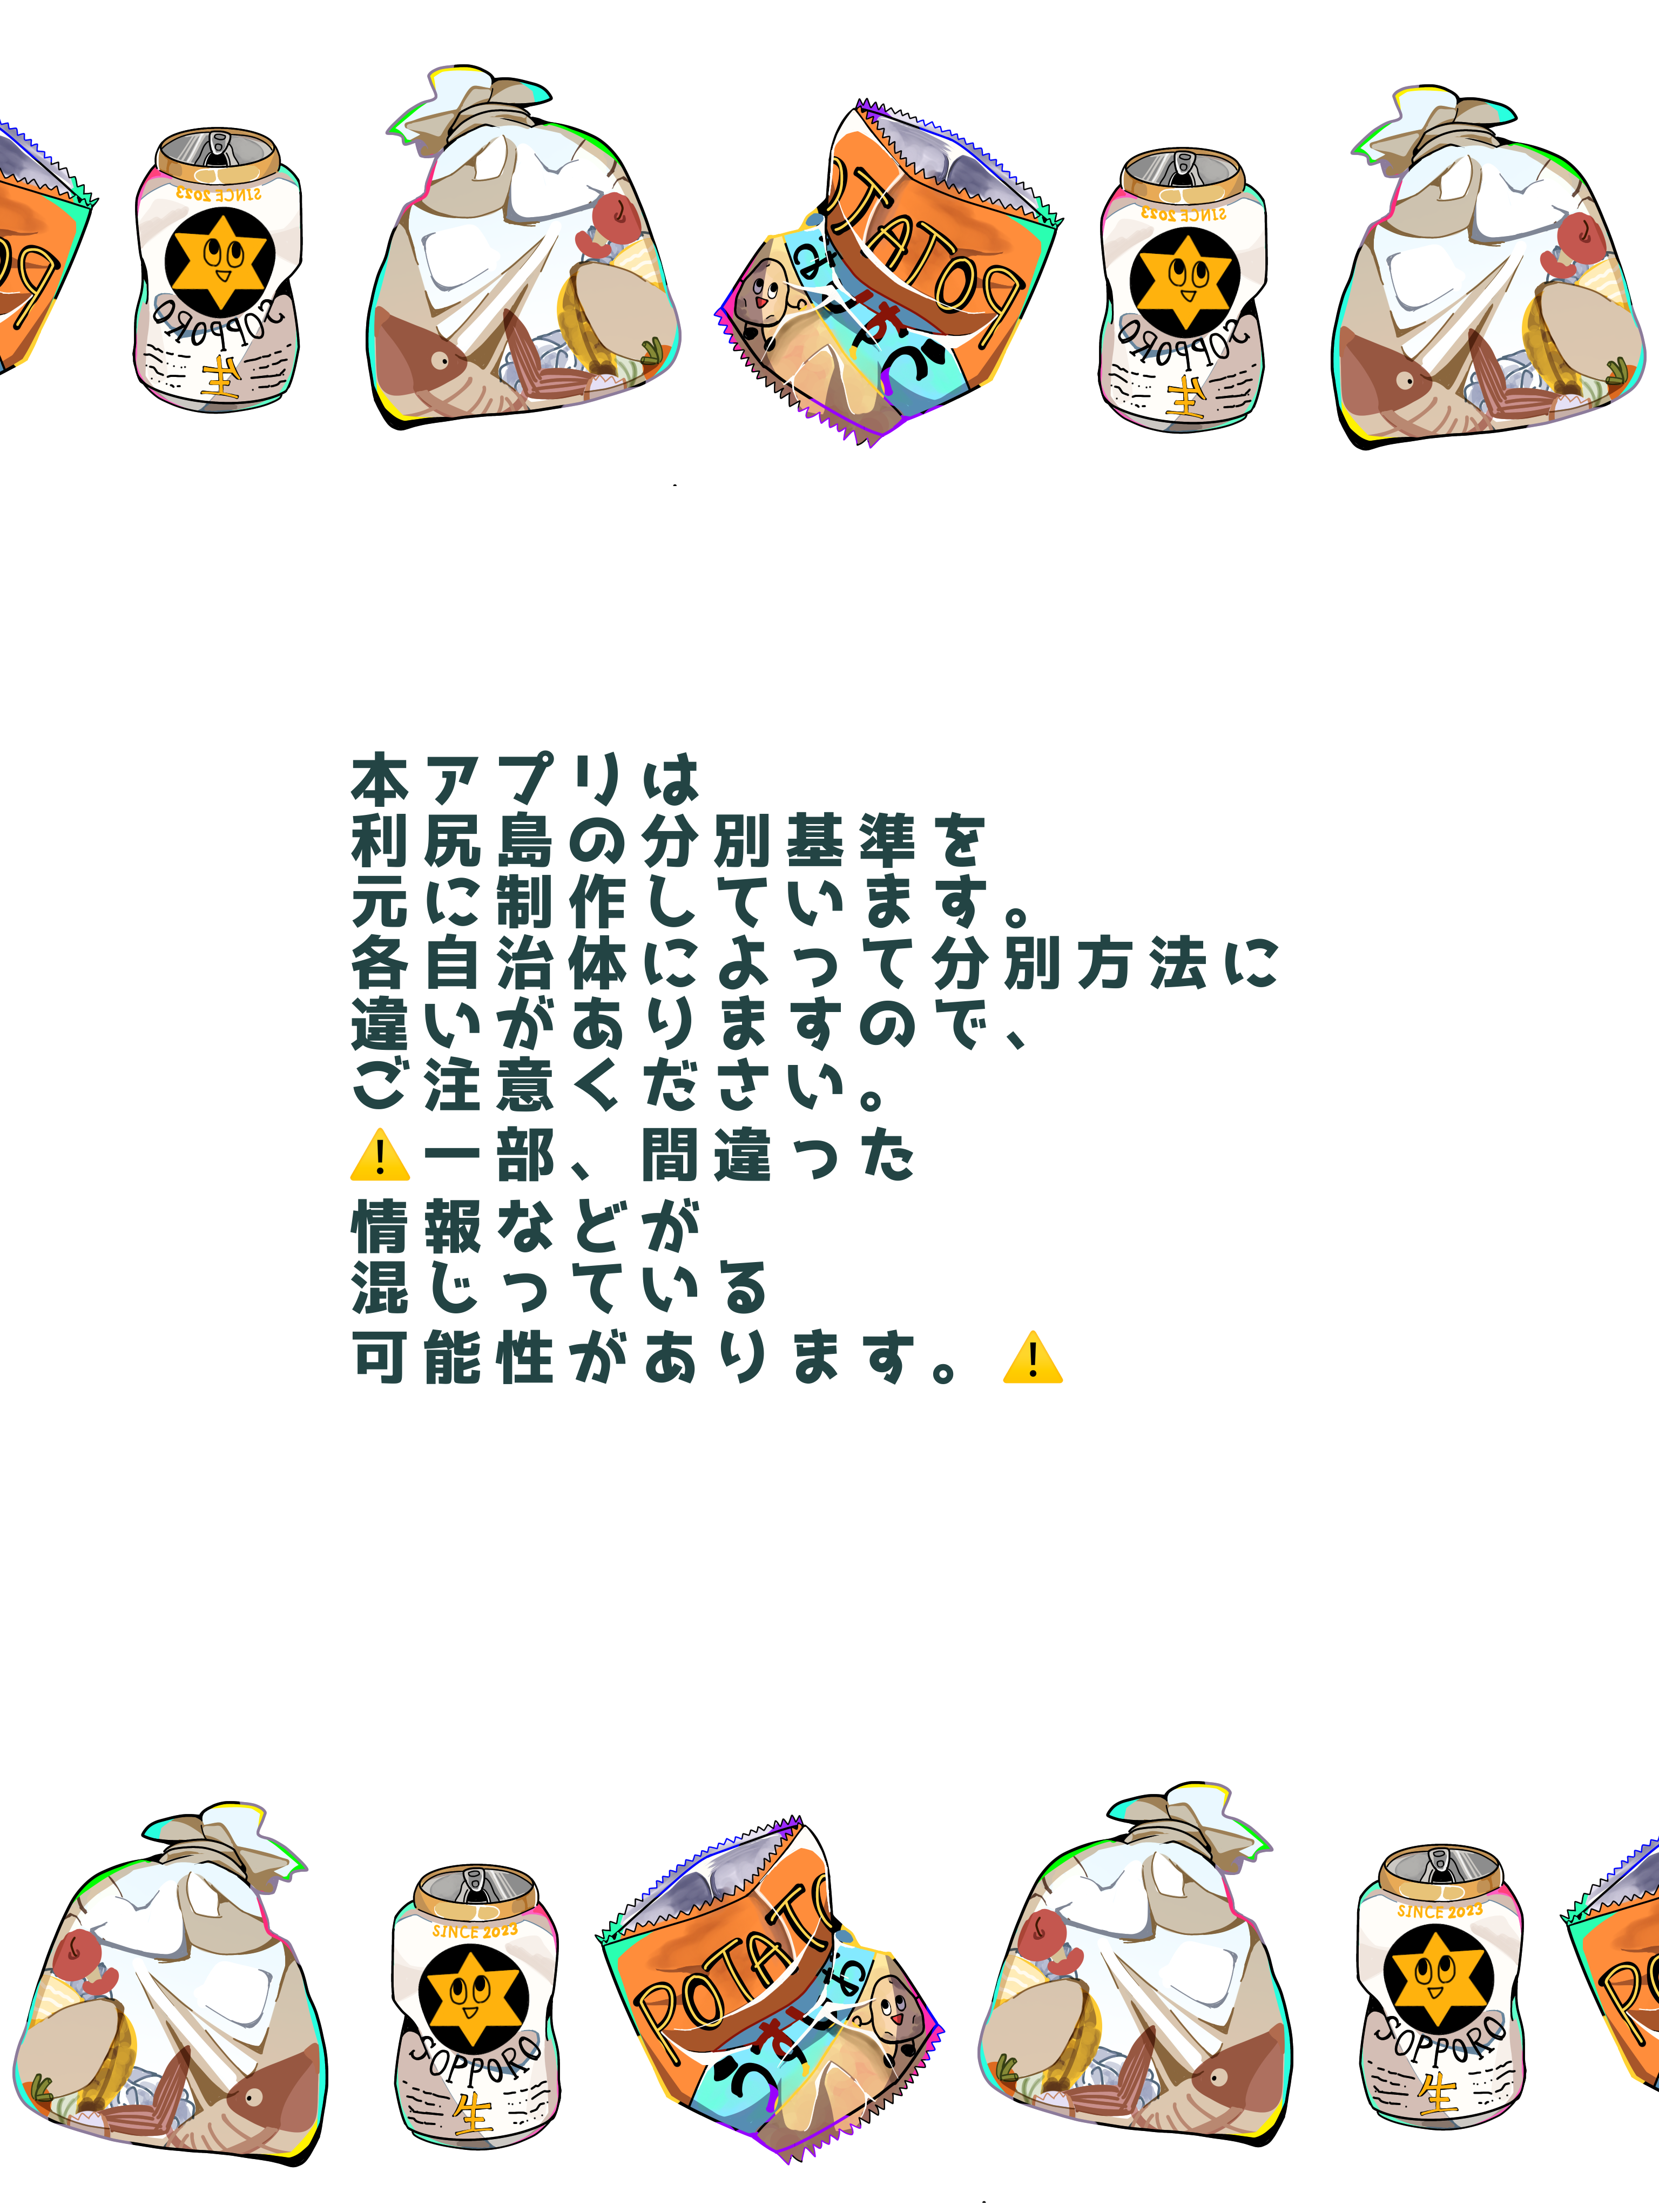 SINCE 2023
SOPPORO
生
POTATO
うす
SINCE 2023
SOPPORO
生
本アプリは
利尻島の分別基準を
元に制作しています。
各自治体によって分別方法に
違いがありますので、
ご注意ください。
⚠️一部、間違った
情報などが
混じっている
可能性があります。⚠️
SINCE 2023
SOPPORO
生
POTATO
うす
SINCE 2023
SOPPORO
生